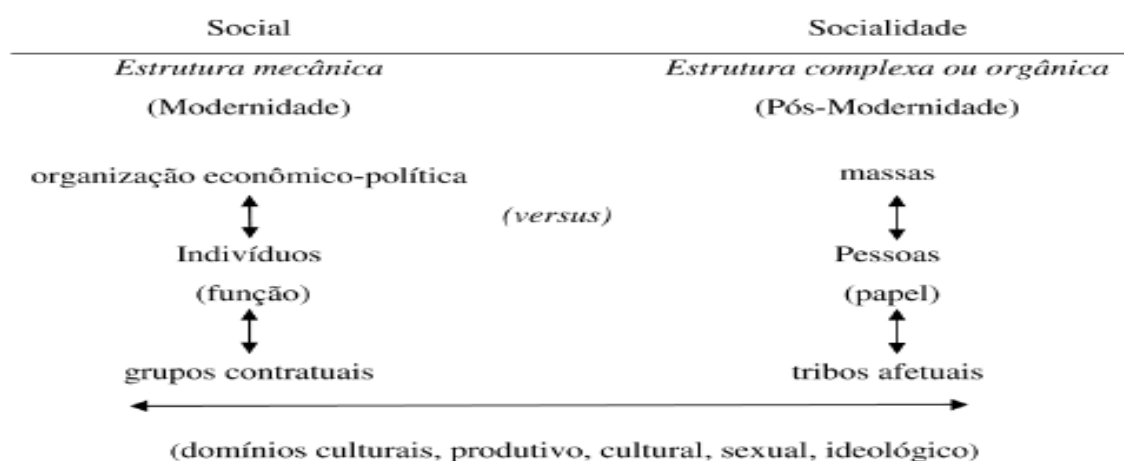 Social Socialidade
Estrutura mecânica Estrutura complexa ou orgânica
(Modernidade) (Pós-Modernidade)
organização econômico-política massas
(versus)
Indivíduos Pessoas
(função) (papel)
grupos contratuais tribos afetuais
(domínios culturais, produtivo, cultural, sexual, ideológico)